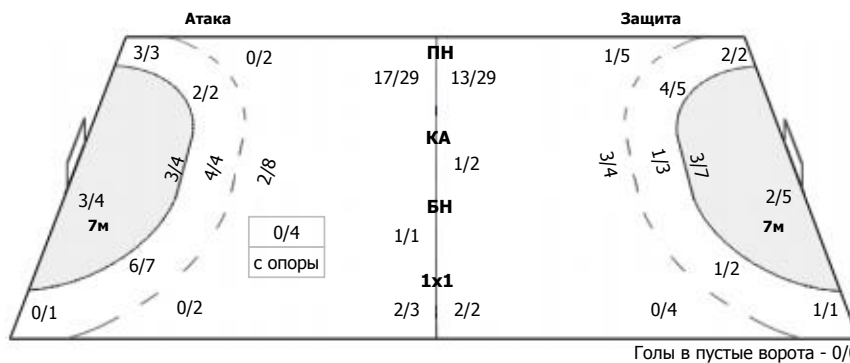 Атака Защита
3/3 0/2 ПН 1/5 2/2
17/29 13/29
2/2 4/5
КА
3/4 4/4 2/8 1/2 3/4 1/3 3/7
3/4 2/5
7м 7м
БН
0/4 1/1
с опоры
6/7 1/2
1х1
0/1 0/2 2/3 2/2 0/4 1/1
Голы в пустые ворота -